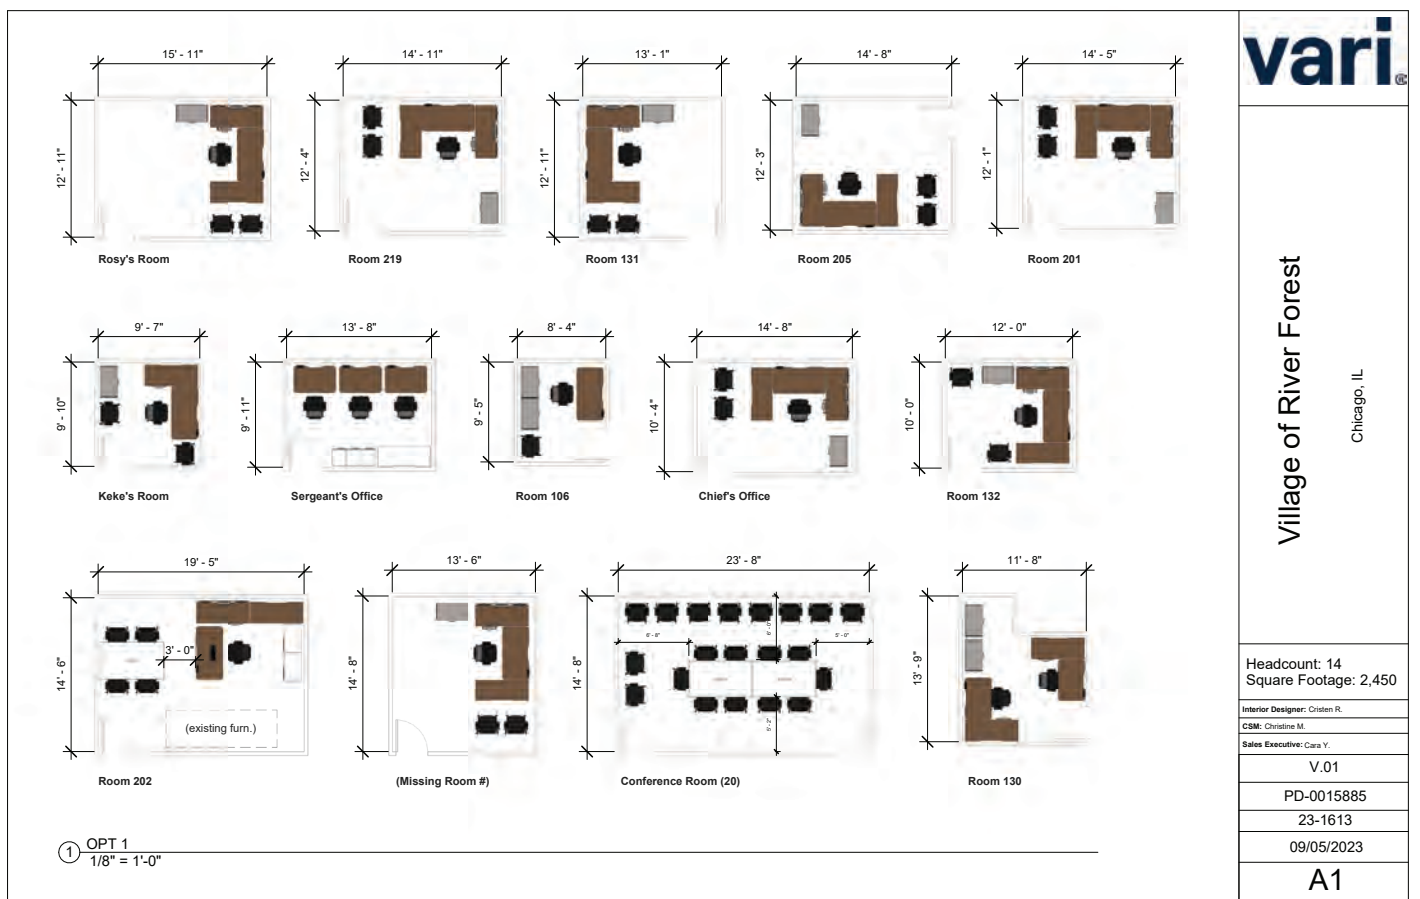 15' - 11"
14' - 11"
13' - 1"
14' - 8"
14' - 5"
12' - 11"
12' - 4"
12' - 11"
12' - 3"
12' - 1"
Rosy's Room
Room 219
Room 131
Room 205
Room 201
9' - 7"
13' - 8"
8' - 4"
14' - 8"
12' - 0"
9' - 10"
9' - 11"
9' - 5"
10' - 4"
10' - 0"
Keke's Room
Sergeant's Office
Room 106
Chief's Office
Room 132
19' - 5"
13' - 6"
23' - 8"
11' - 8"
14' - 6"
3' - 0"
(existing furn.)
14' - 8"
14' - 8"
6' - 0"
5' - 0"
5' - 2"
13' - 9"
Room 202
(Missing Room #)
Conference Room (20)
Room 130
1
OPT 1
1/8" = 1'-0"
vari®
Village of River Forest
Chicago, IL
Headcount: 14
Square Footage: 2,450
Interior Designer: Cristen R.
CSM: Christine M.
Sales Executive: Cara Y.
V.01
PD-0015885
23-1613
09/05/2023
A1